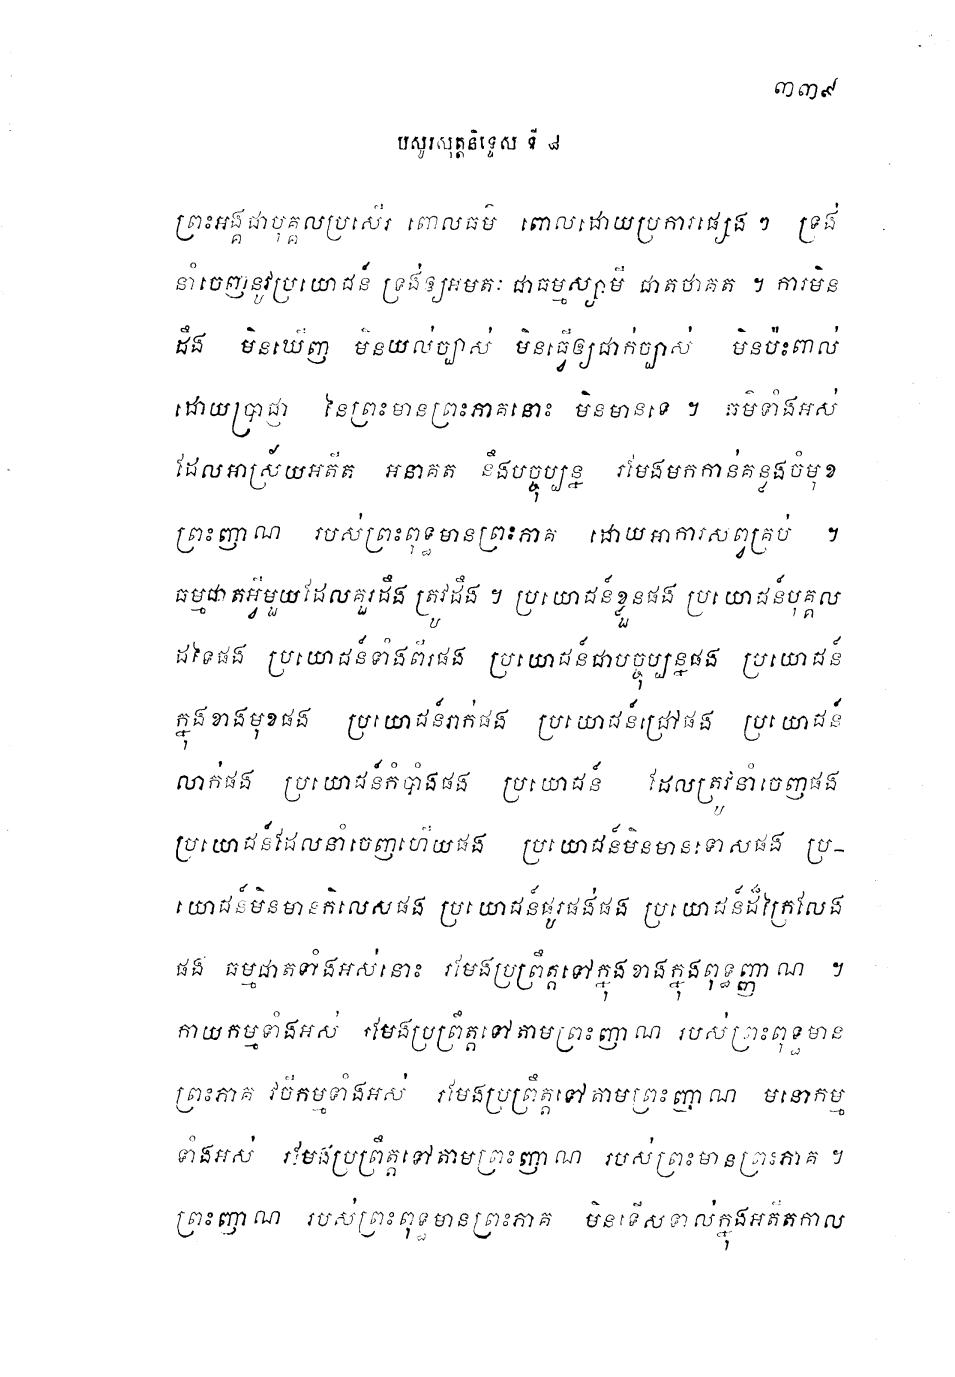 ៣៣៩
បសូរសុត្តនិទ្ទេស ទី ៨
ព្រះអង្គជាបុគ្គលប្រសើរ ពោលធម៌ ពោលដោយប្រការផ្សេង ៗ ទ្រង់
នាំចេញនូវប្រយោជន៍ ទ្រង់ឲ្យអមតៈ ជាធម្មស្សាមី ជាតថាគត ។ ការមិន
ដឹង មិនឃើញ មិនយល់ច្បាស់ មិនធ្វើឲ្យជាក់ច្បាស់ មិនប៉ះពាល់
ដោយប្រាជ្ញា នៃព្រះមានព្រះភាគនោះ មិនមានទេ ។ ធម៌ទាំងអស់
ដែលអាស្រ័យអតីត អនាគត នឹងបច្ចុប្បន្ន រមែងមកកាន់គន្លងចំមុខ
ព្រះញាណ របស់ព្រះពុទ្ធមានព្រះភាគ ដោយអាការសព្វគ្រប់ ។
ធម្មជាតអ្វីមួយដែលគួរដឹង ត្រូវដឹង ។ ប្រយោជន៍ខ្លួនផង ប្រយោជន៍បុគ្គល
ដទៃផង ប្រយោជន៍ទាំងពីរផង ប្រយោជន៍ជាបច្ចុប្បន្នផង ប្រយោជន៍
ក្នុងខាងមុខផង ប្រយោជន៍រាក់ផង ប្រយោជន៍ជ្រៅផង ប្រយោជន៍
លាក់ផង ប្រយោជន៍កំបាំងផង ប្រយោជន៍ ដែលត្រូវនាំចេញផង
ប្រយោជន៍ដែលនាំចេញហើយផង ប្រយោជន៍មិនមានទោសផង ប្រ-
យោជន៍មិនមានកិលេសផង ប្រយោជន៍ផូរផង់ផង ប្រយោជន៍ដ៏ក្រៃលែង
ផង ធម្មជាតទាំងអស់នោះ រមែងប្រព្រឹត្តទៅក្នុងខាងក្នុងពុទ្ធញ្ញាណ ។
កាយកម្មទាំងអស់ រមែងប្រព្រឹត្តទៅតាមព្រះញាណ របស់ព្រះពុទ្ធមាន
ព្រះភាគ វចីកម្មទាំងអស់ រមែងប្រព្រឹត្តទៅតាមព្រះញាណ មនោកម្ម
ទាំងអស់ រមែងប្រព្រឹត្តទៅតាមព្រះញាណ របស់ព្រះមានព្រះភាគ ។
ព្រះញាណ របស់ព្រះពុទ្ធមានព្រះភាគ មិនទើសទាល់ក្នុងអតីតកាល